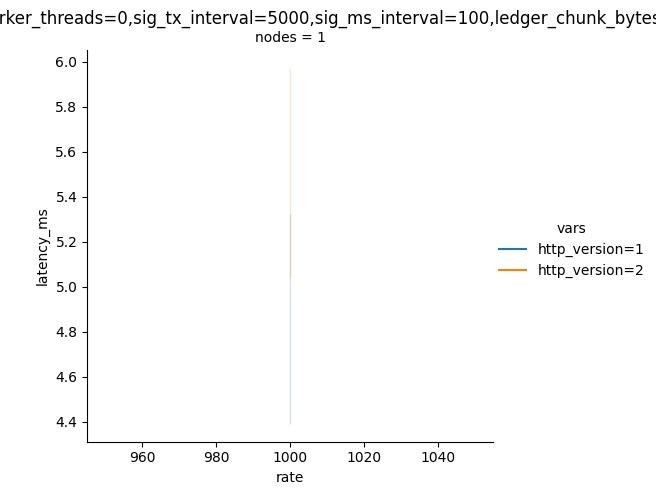 rker_threads=0,sig_tx_interval=5000,sig_ms_interval=100,ledger_chunk_bytes
nodes = 1
6.0
5.8
5.6
5.4
5.2
5.0
4.8
4.6
4.4
latency_ms
960
980
1000
1020
1040
rate
vars
http_version=1
http_version=2